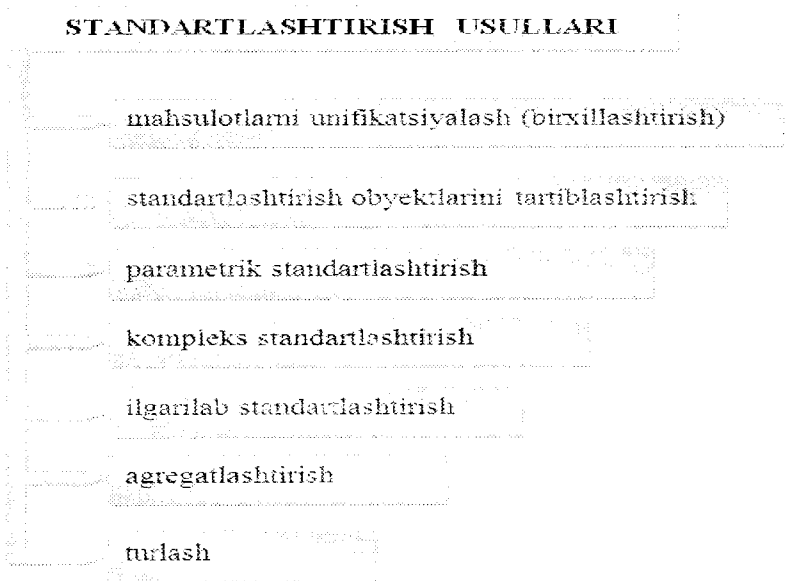 STANDARTLASHTIRISH USULLARI
mahsulotlarni unifikatsiyalash (birxillashtirish)
standartlashtirish obyektlarini tartiblashtirish
parametrik standartlashtirish
kompleks standartlashtirish
ilgarilab standartlashtirish
agregatlashtirish
turlash